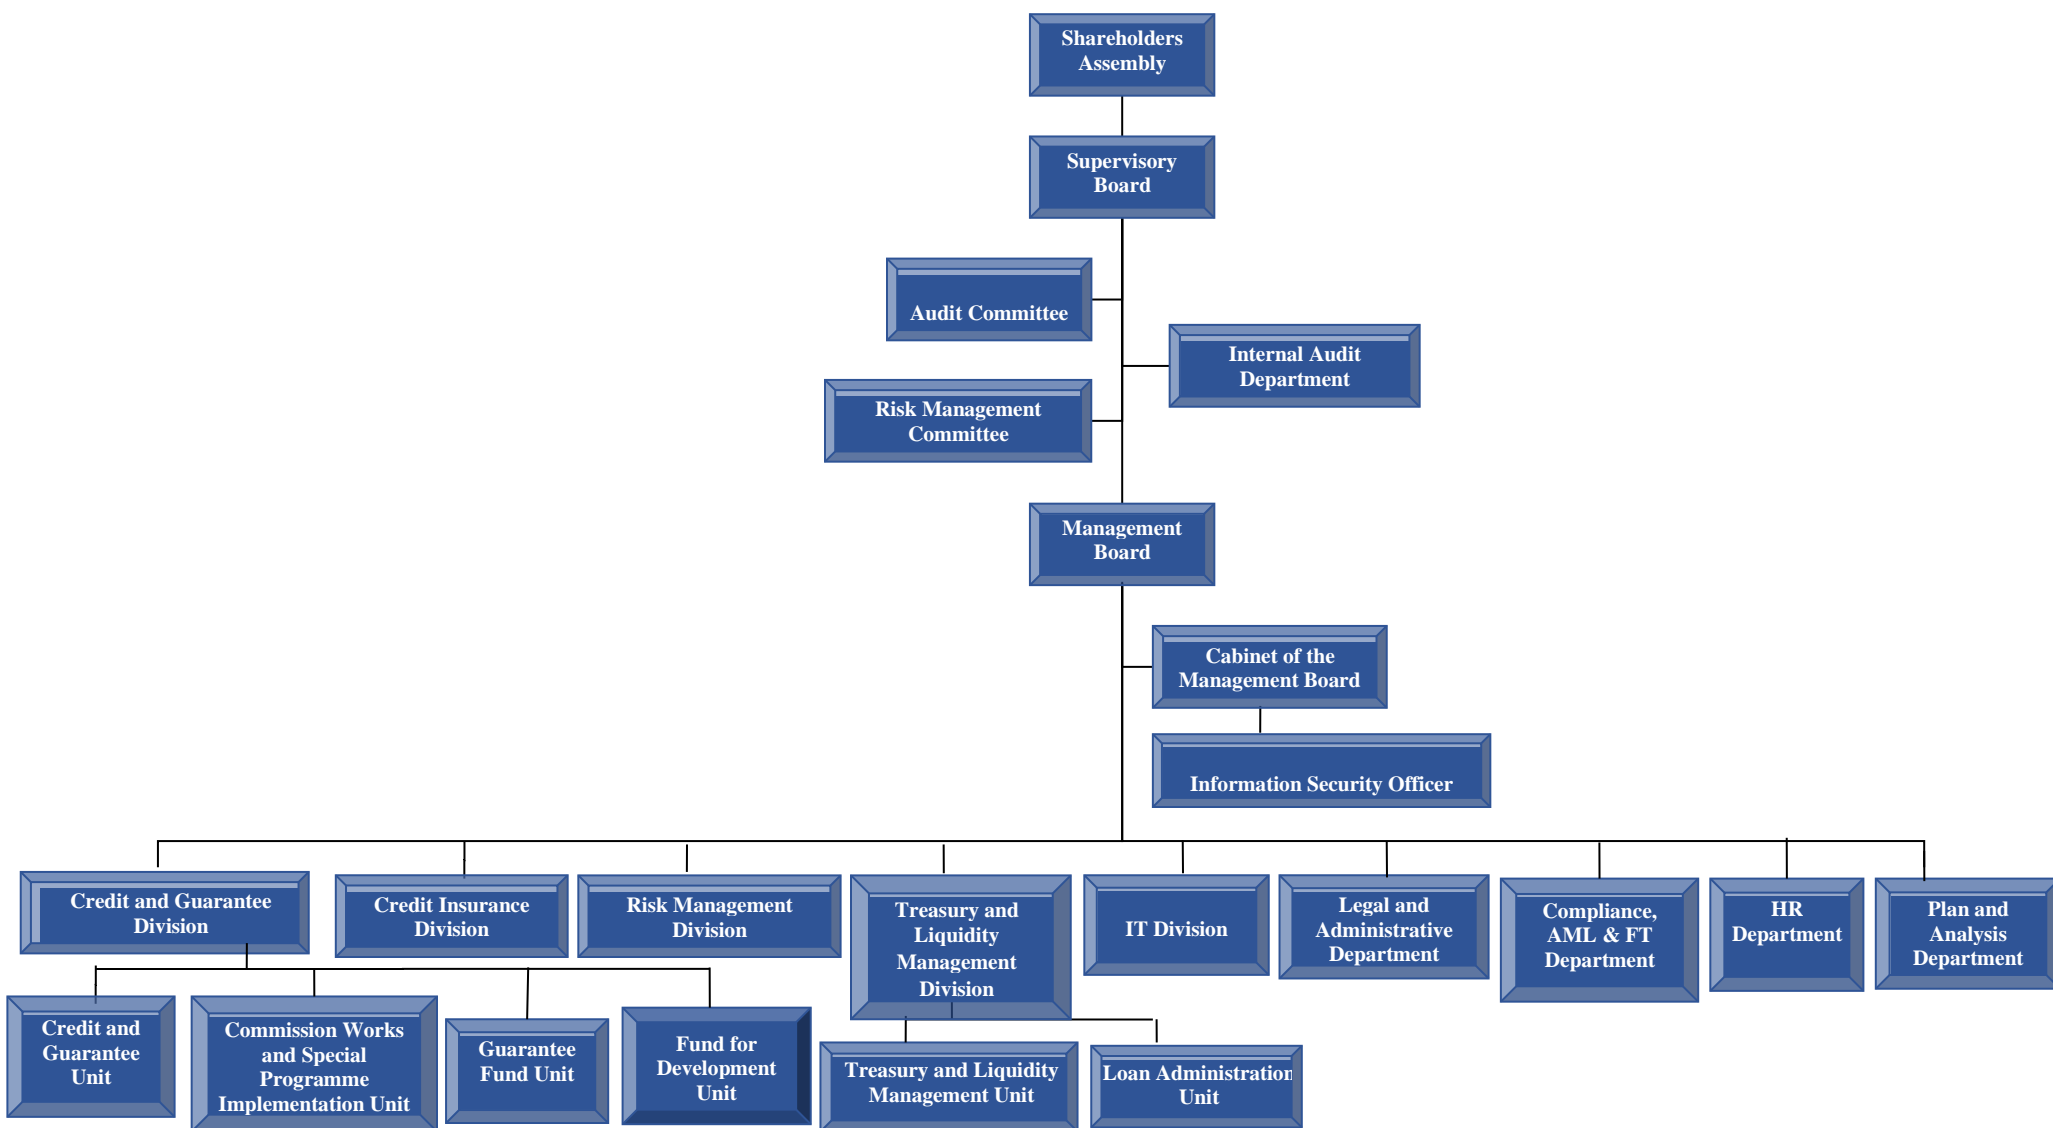 Shareholders
Assembly
Supervisory
Board
Audit Committee
Internal Audit
Department
Risk Management
Committee
Management
Board
Cabinet of the
Management Board
Information Security Officer
Credit and Guarantee
Division
Credit Insurance
Division
Risk Management
Division
Treasury and
Liquidity
Management
Division
IT Division
Legal and
Administrative
Department
Compliance,
AML & FT
Department
HR
Department
Plan and
Analysis
Department
Credit and
Guarantee
Unit
Commission Works
and Special
Programme
Implementation Unit
Guarantee
Fund Unit
Fund for
Development
Unit
Treasury and Liquidity
Management Unit
Loan Administration
Unit